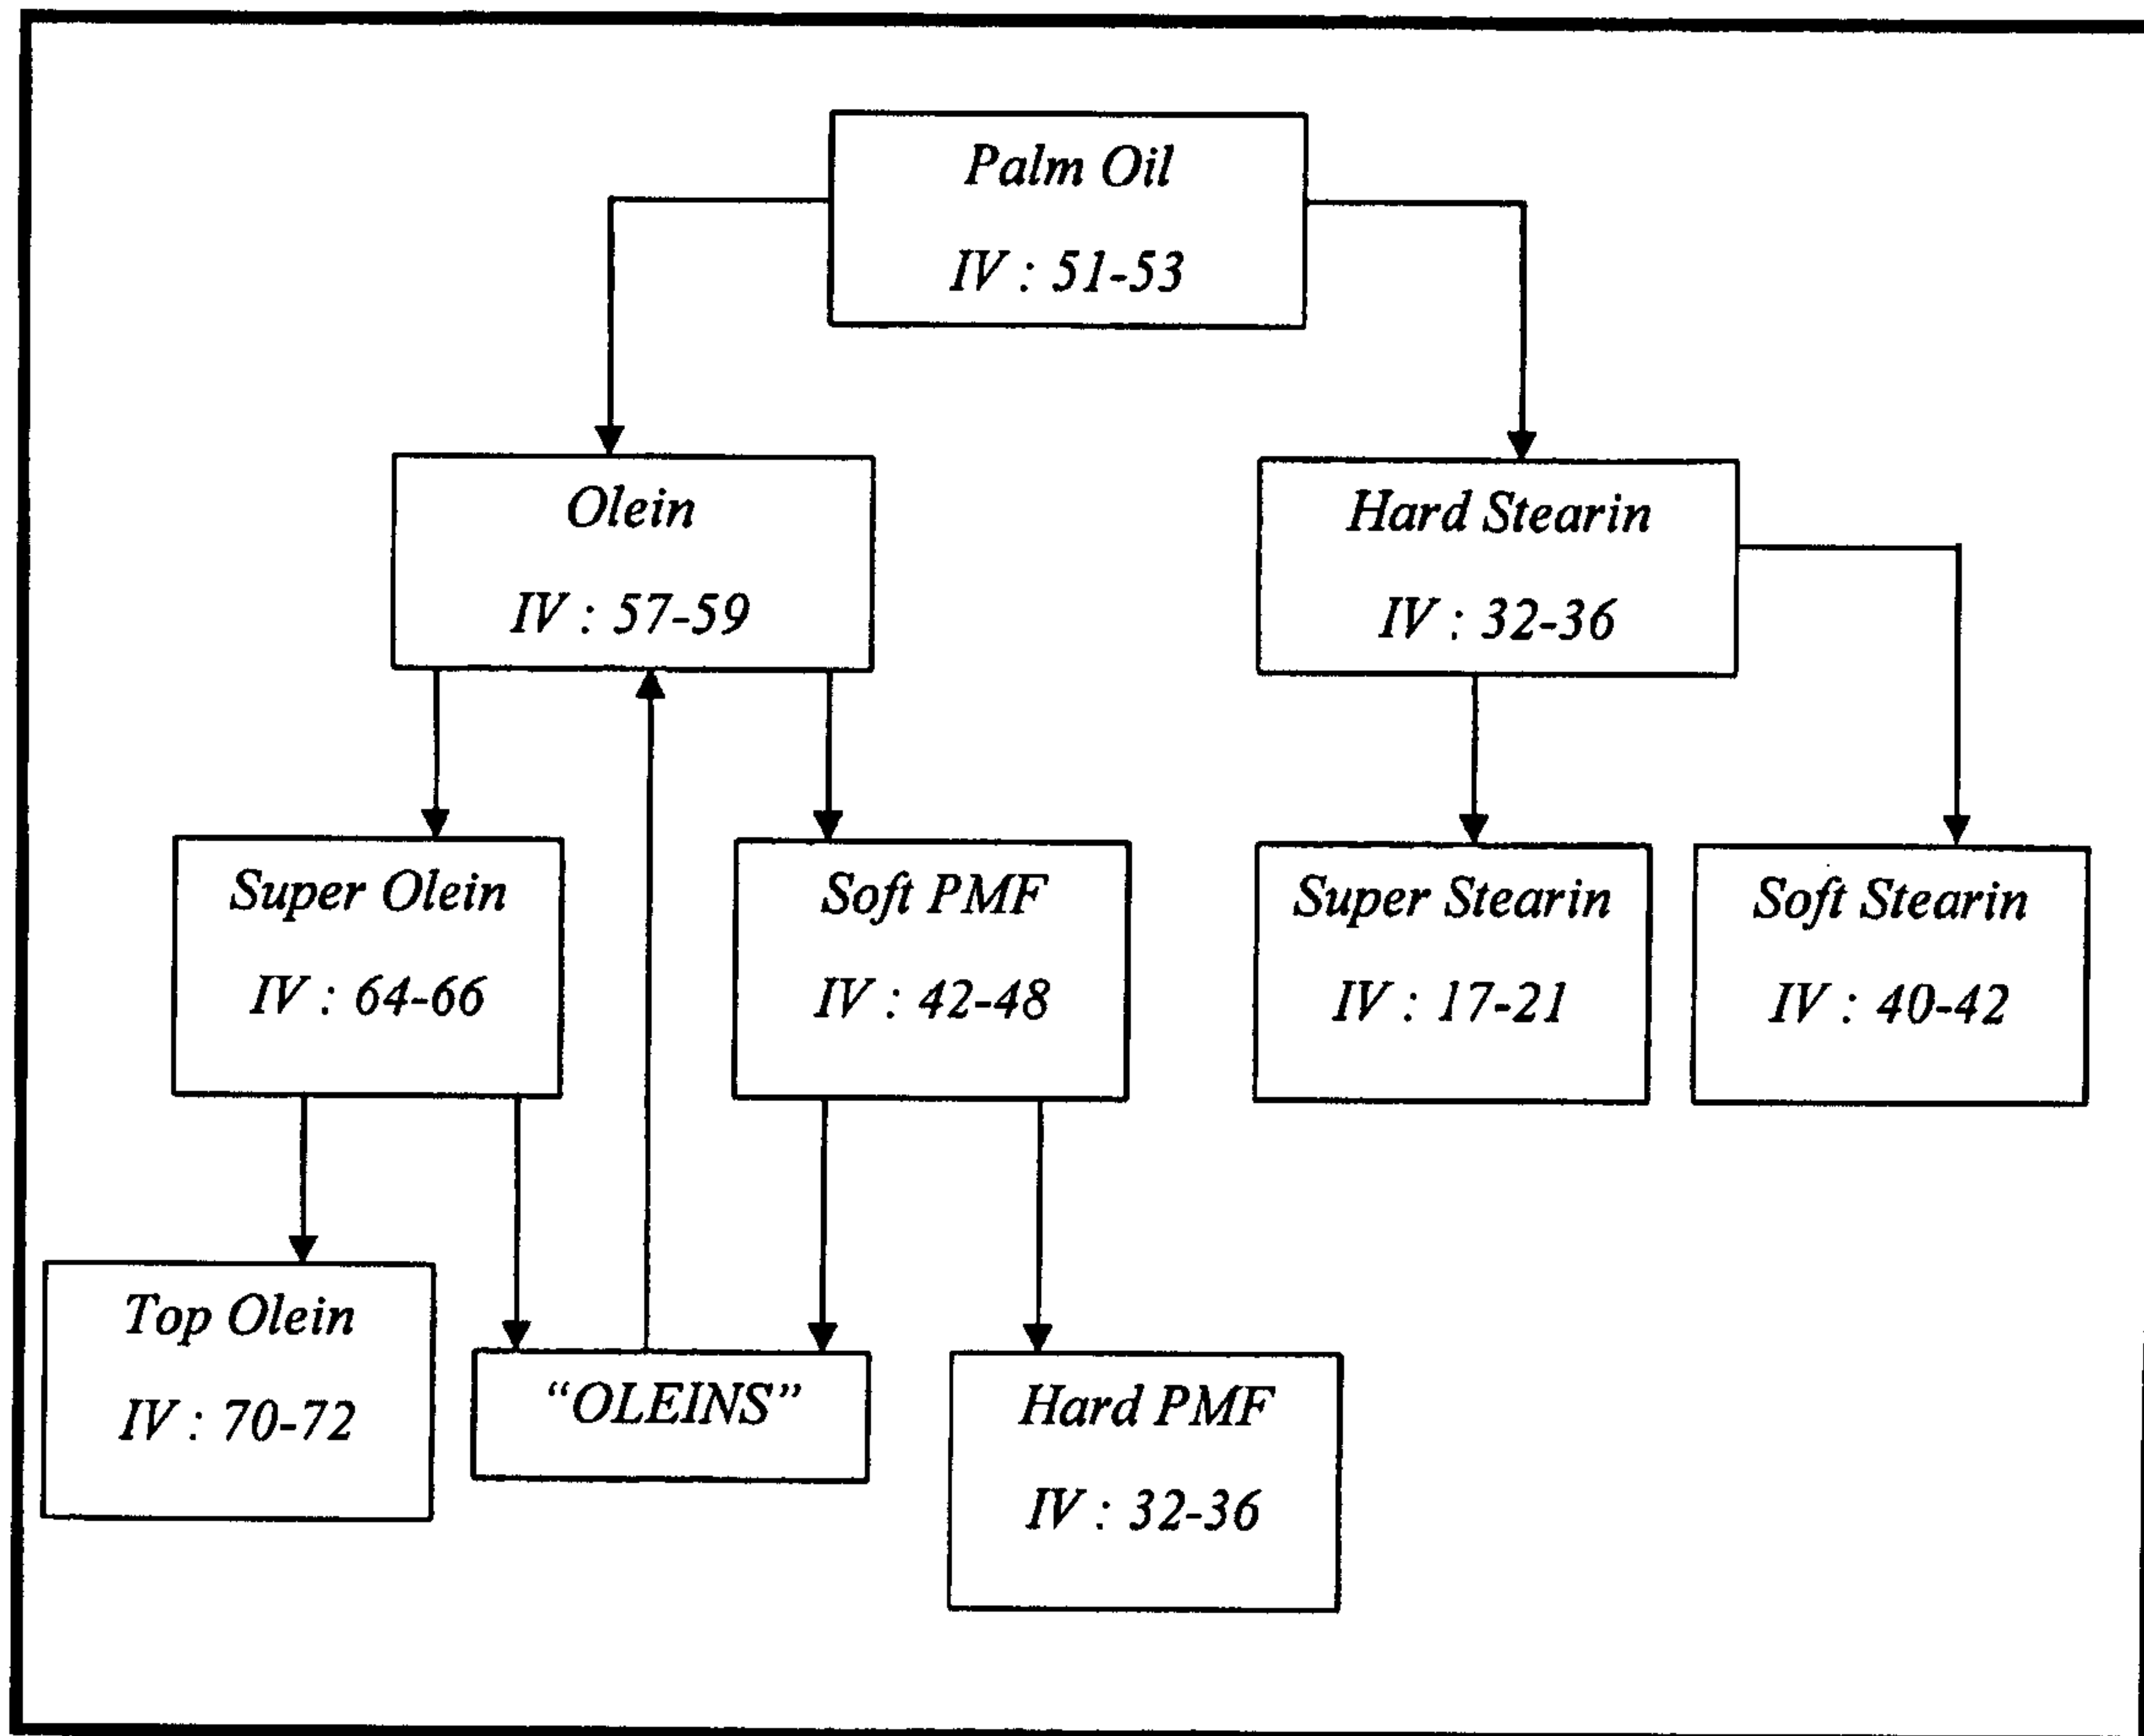 Palm Oil
IV : 51-53
Olein
IV : 57-59
Hard Stearin
IV : 32-36
Super Olein
IV : 64-66
Soft PMF
IV : 42-48
Super Stearin
IV : 17-21
Soft Stearin
IV : 40-42
Top Olein
IV : 70-72
“OLEINS”
Hard PMF
IV : 32-36